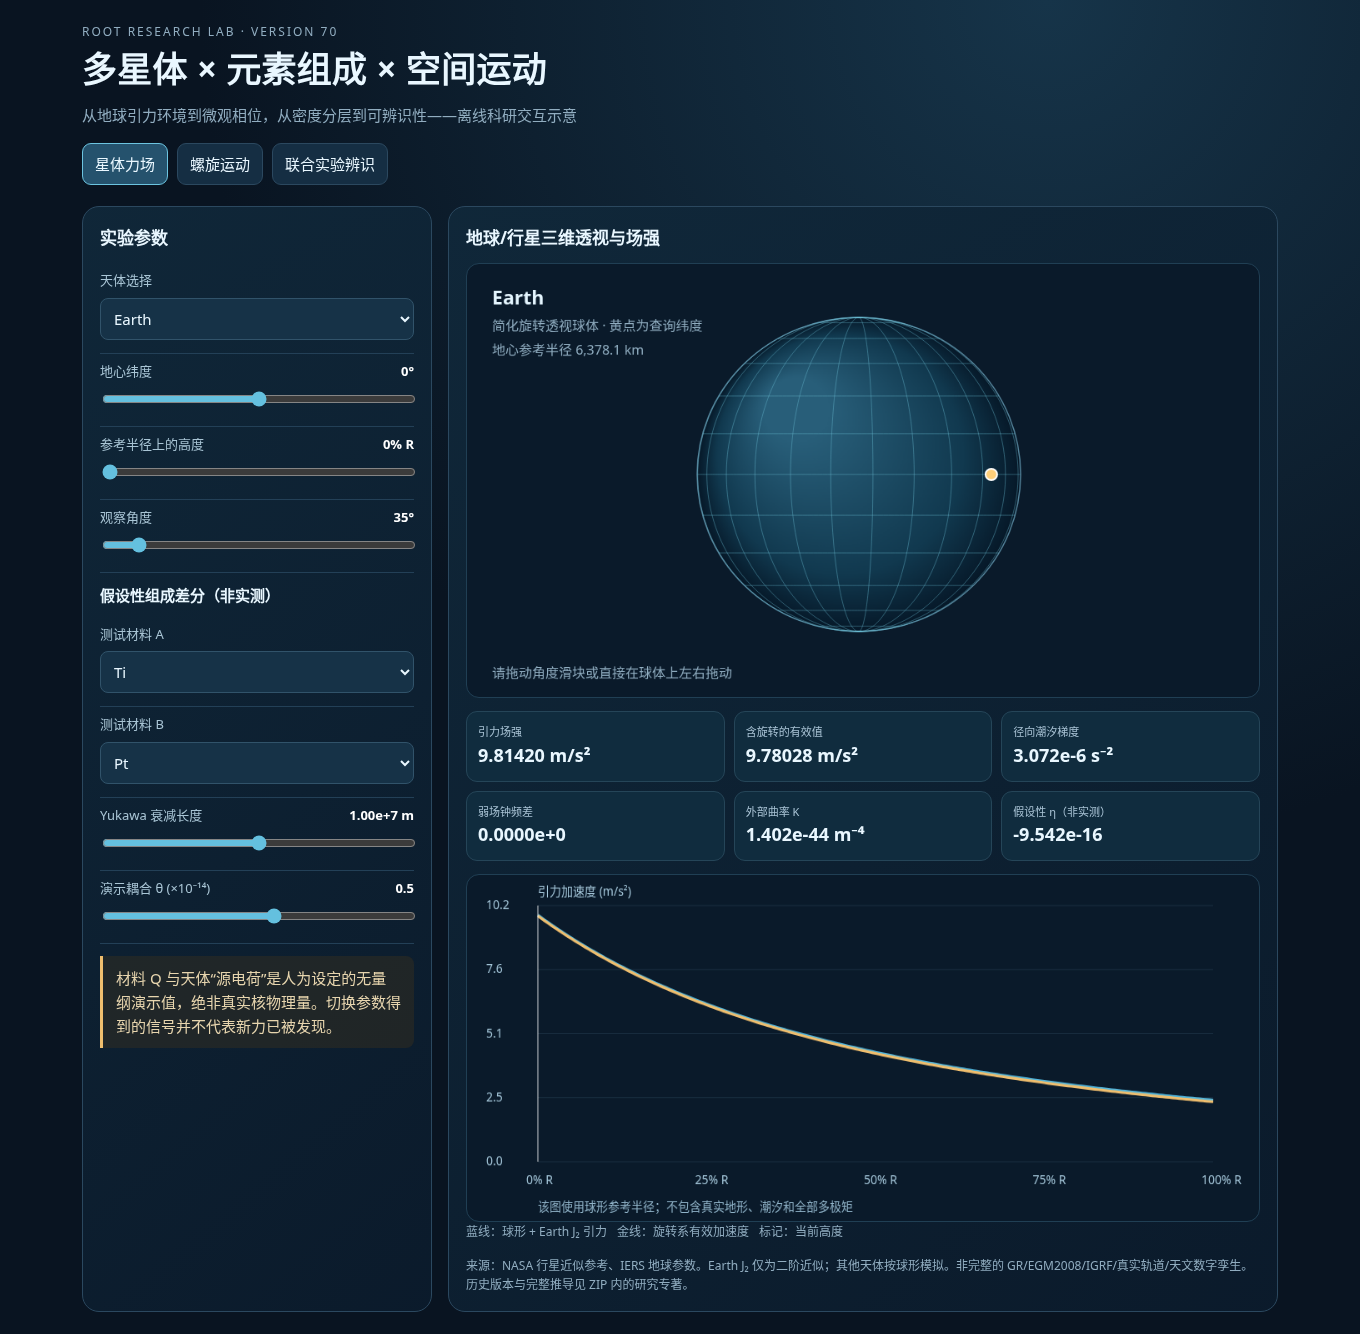 ROOT RESEARCH LAB · VERSION 70
多星体 × 元素组成 × 空间运动
从地球引力环境到微观相位，从密度分层到可辨识性——离线科研交互示意
星体力场
螺旋运动
联合实验辨识
实验参数
天体选择
Earth
地心纬度 0°
参考半径上的高度 0% R
观察角度 35°
假设性组成差分（非实测）
测试材料 A
Ti
测试材料 B
Pt
Yukawa 衰减长度 1.00e+7 m
演示耦合 θ (×10⁻¹⁴) 0.5
材料 Q 与天体“源电荷”是人为设定的无量
纲演示值，绝非真实核物理量。切换参数得
到的信号并不代表新力已被发现。
地球/行星三维透视与场强
Earth
简化旋转透视球体 · 黄点为查询纬度
地心参考半径 6,378.1 km
请拖动角度滑块或直接在球体上左右拖动
引力场强
9.81420 m/s²
含旋转的有效值
9.78028 m/s²
径向潮汐梯度
3.072e-6 s⁻²
弱场钟频差
0.0000e+0
外部曲率 K
1.402e-44 m⁻⁴
假设性 η（非实测）
-9.542e-16
引力加速度 (m/s²)
10.2
7.6
5.1
2.5
0.0
0% R 25% R 50% R 75% R 100% R
该图使用球形参考半径；不包含真实地形、潮汐和全部多极矩
蓝线：球形 + Earth J₂ 引力 金线：旋转系有效加速度 标记：当前高度
来源：NASA 行星近似参考、IERS 地球参数。Earth J₂ 仅为二阶近似；其他天体按球形模拟。非完整的 GR/EGM2008/IGRF/真实轨道/天文数字孪生。
历史版本与完整推导见 ZIP 内的研究专著。